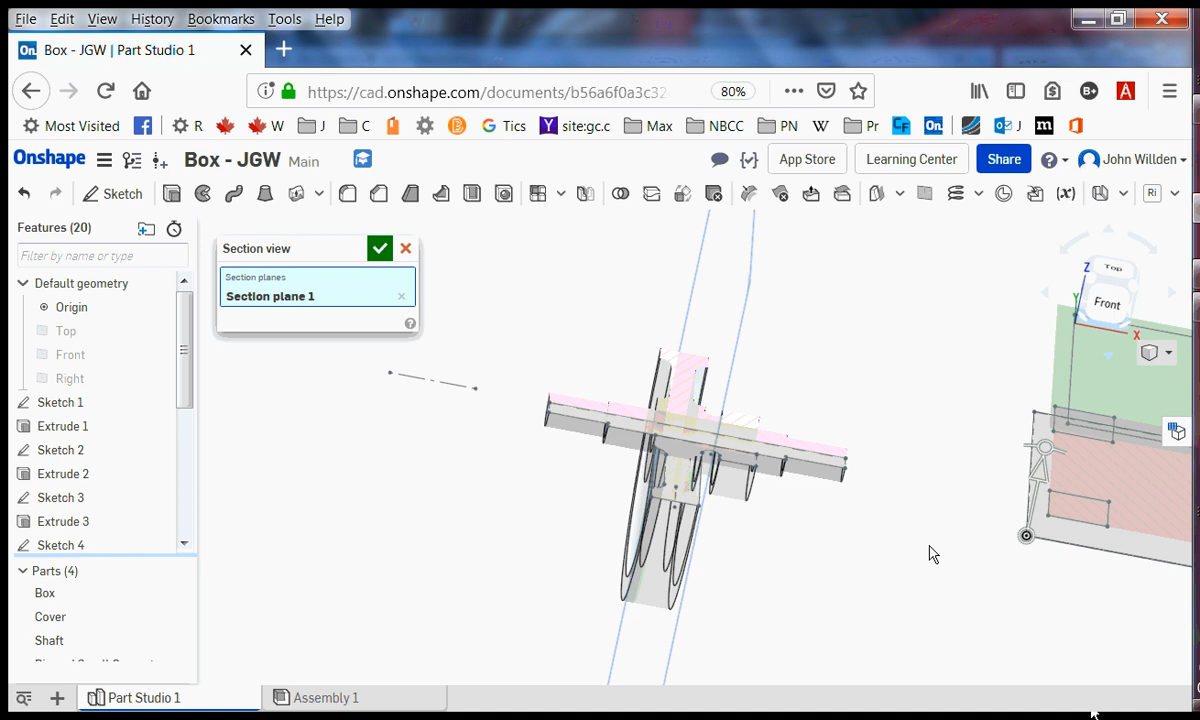 File Edit View History Bookmarks Tools Help
On Box - JGW | Part Studio 1
https://cad.onshape.com/documents/b56a6f0a3c32 80%
Most Visited R W J C Tics site:gc.c Max NBCC PN W Pr CF On J m
Onshape Box - JGW Main App Store Learning Center Share John Willden
Sketch (x) Ri
Features (20)
Filter by name or type
Default geometry
Origin
Top
Front
Right
Sketch 1
Extrude 1
Sketch 2
Extrude 2
Sketch 3
Extrude 3
Sketch 4
Parts (4)
Box
Cover
Shaft
Section view
Section planes
Section plane 1
Z Top
Y Front
X
Part Studio 1 Assembly 1